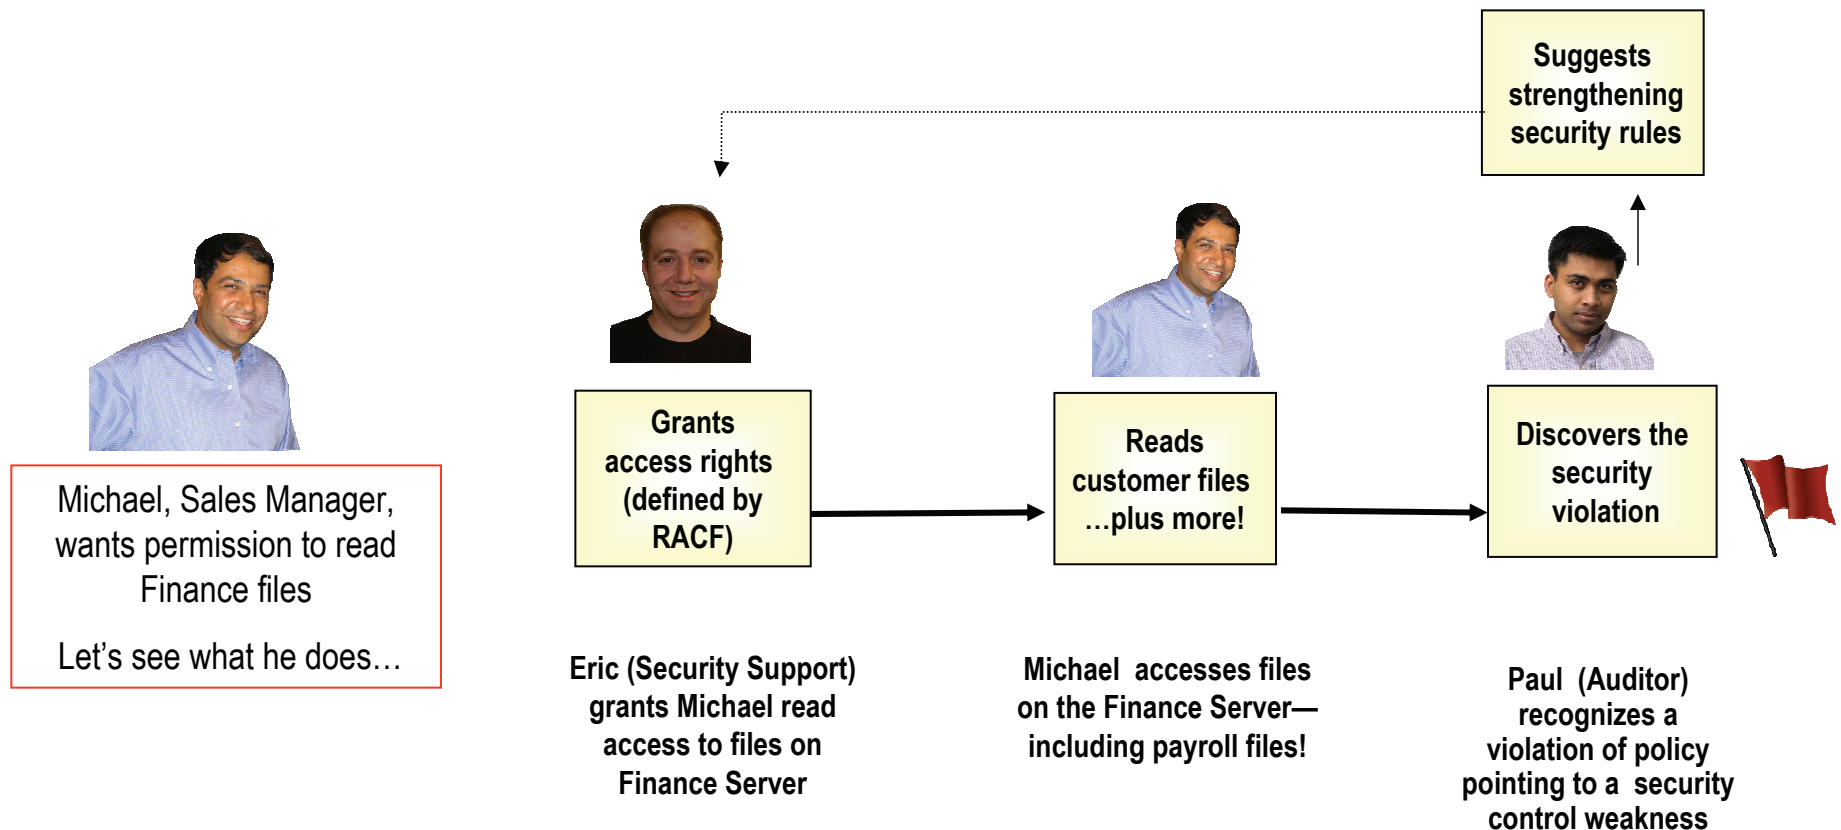 Suggests
strengthening
security rules
Michael, Sales Manager,
wants permission to read
Finance files
Let’s see what he does…
Grants
access rights
(defined by
RACF)
Eric (Security Support)
grants Michael read
access to files on
Finance Server
Reads
customer files
…plus more!
Michael  accesses files
on the Finance Server—
including payroll files!
Discovers the
security
violation
Paul  (Auditor)
recognizes a
violation of policy
pointing to a  security
control weakness